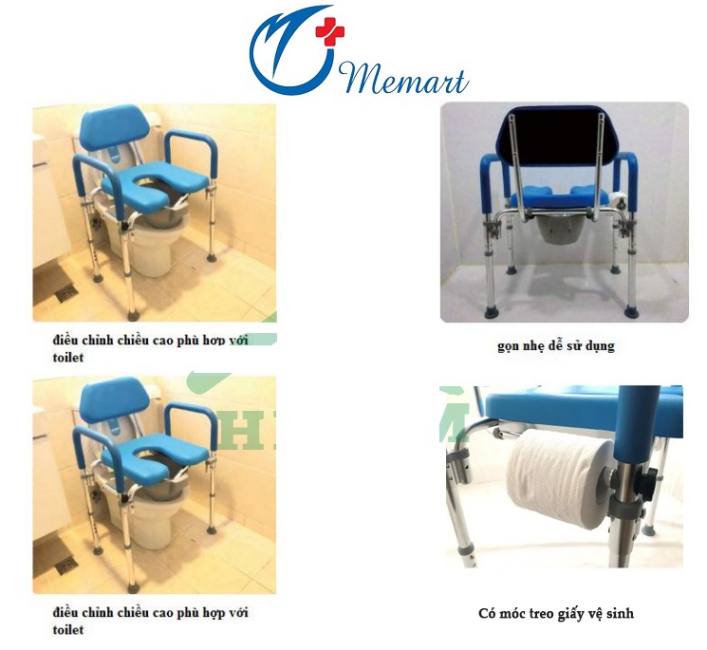 Memart
điều chỉnh chiều cao phù hợp với
toilet
gọn nhẹ dễ sử dụng
điều chỉnh chiều cao phù hợp với
toilet
Có móc treo giấy vệ sinh